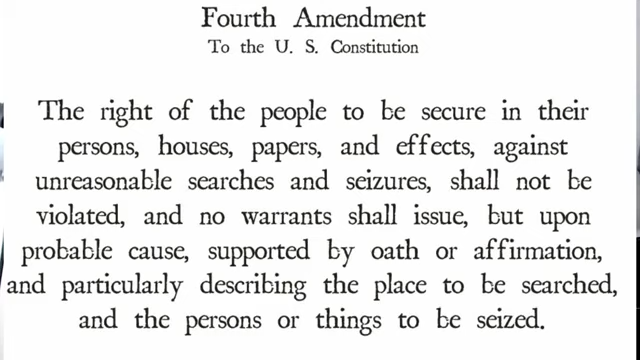 Fourth Amendment
To the U. S. Constitution
The right of the people to be secure in their
persons, houses, papers, and effects, against
unreasonable searches and seizures, shall not be
violated, and no warrants shall issue, but upon
probable cause, supported by oath or affirmation,
and particularly describing the place to be searched,
and the persons or things to be seized.